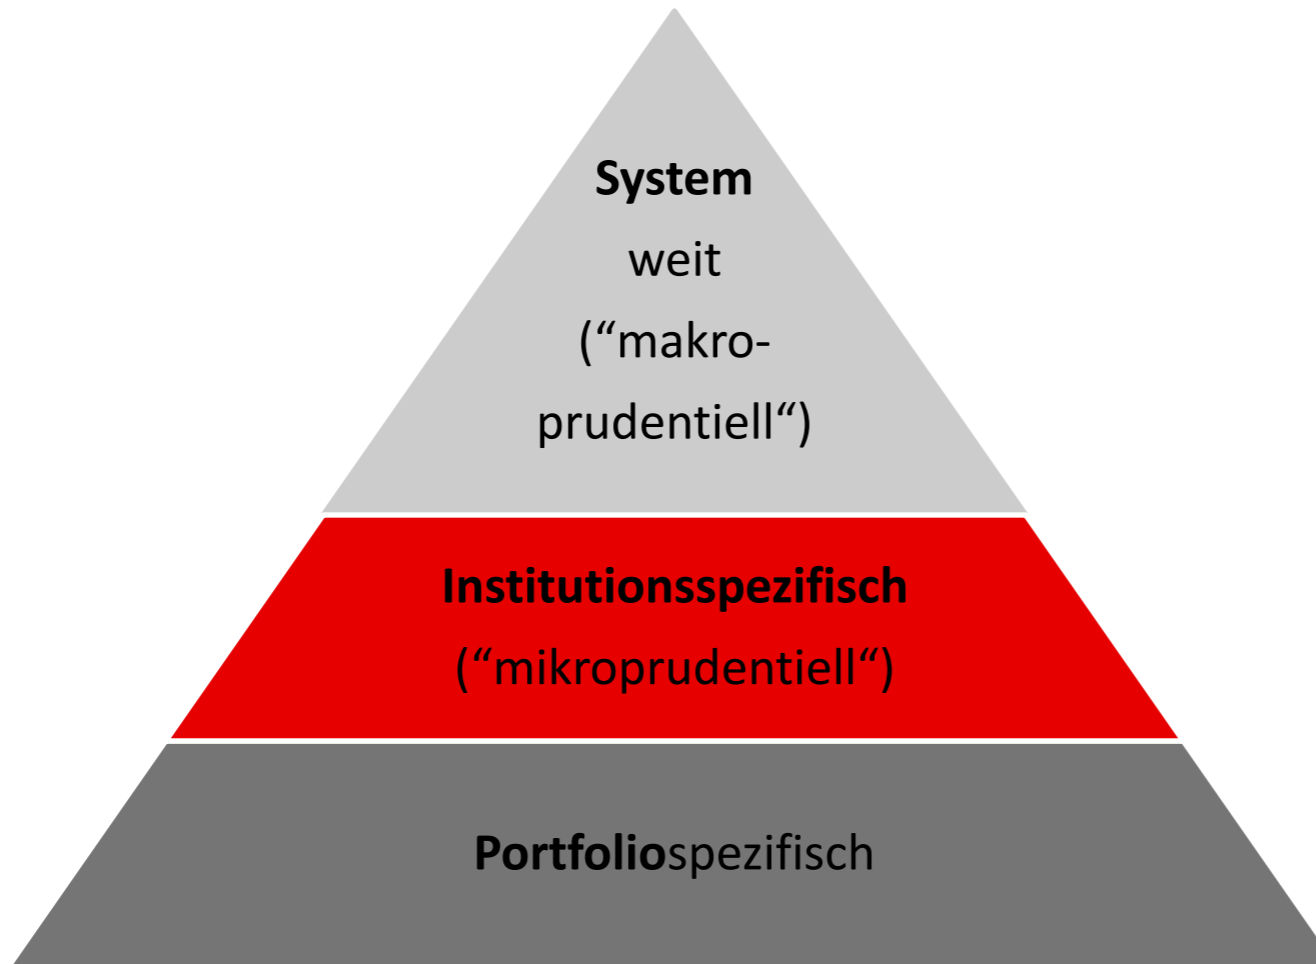 System
weit
(“makro-
prudentiell“)
Institutionsspezifisch
(“mikroprudentiell“)
Portfoliospezifisch